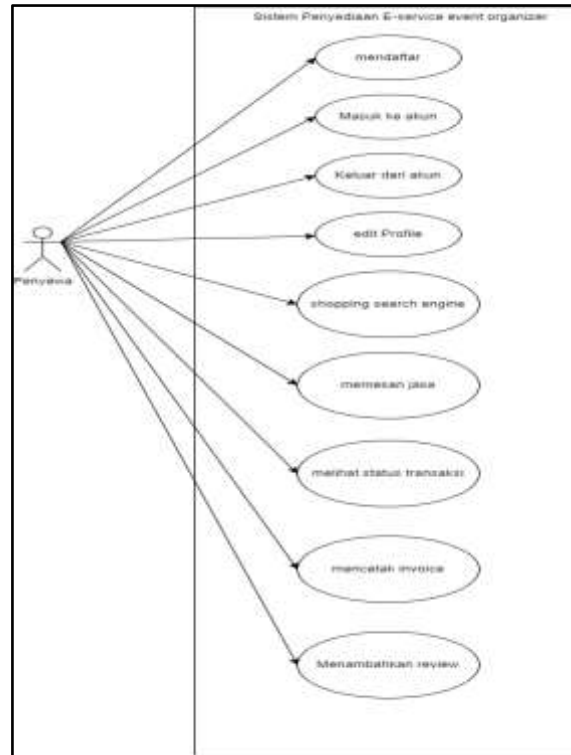 Sistem Penyediaan E-service event organizer
mendaftar
Masuk ke akun
Keluar dari akun
edit Profile
Penyewa
shopping search engine
memesan jasa
melihat status transaksi
mencetak invoice
Menambahkan review